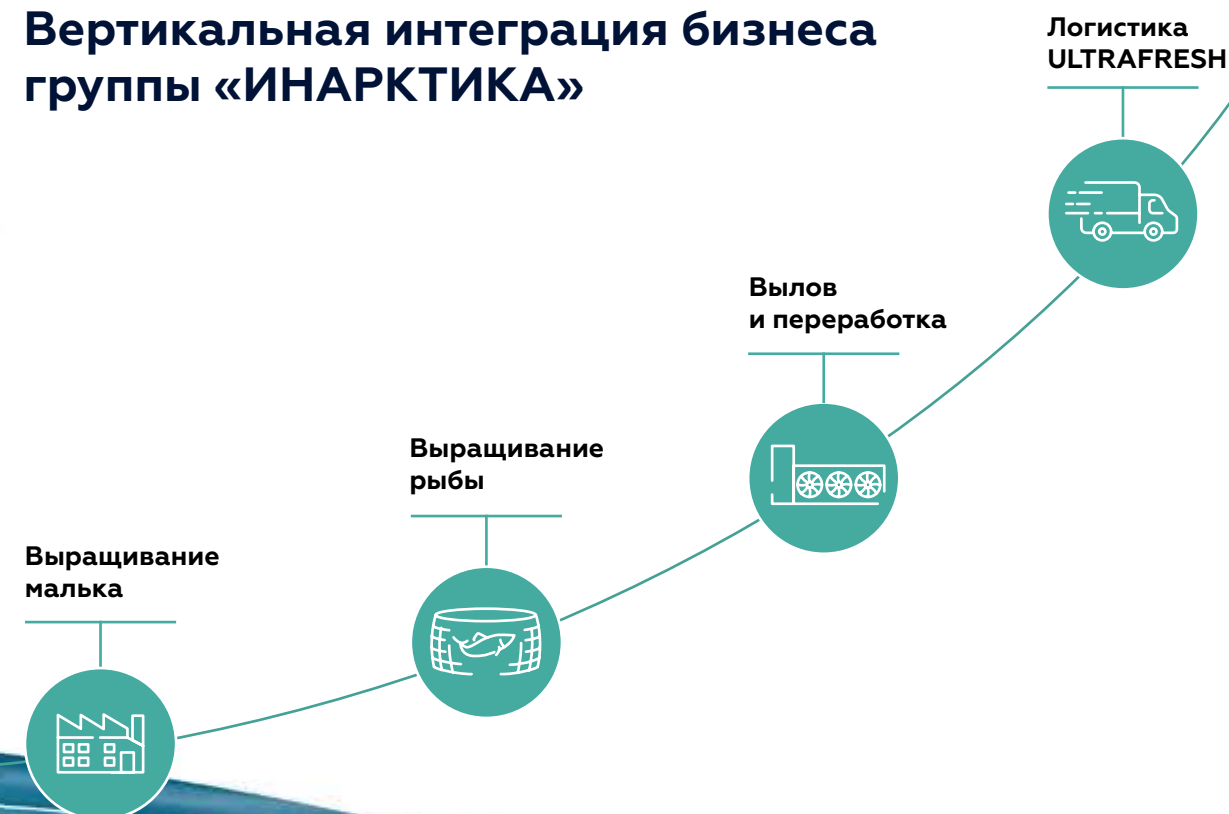 Вертикальная интеграция бизнеса
группы «ИНАРКТИКА»
Логистика
ULTRAFRESH
Вылов
и переработка
Выращивание
рыбы
Выращивание
малька